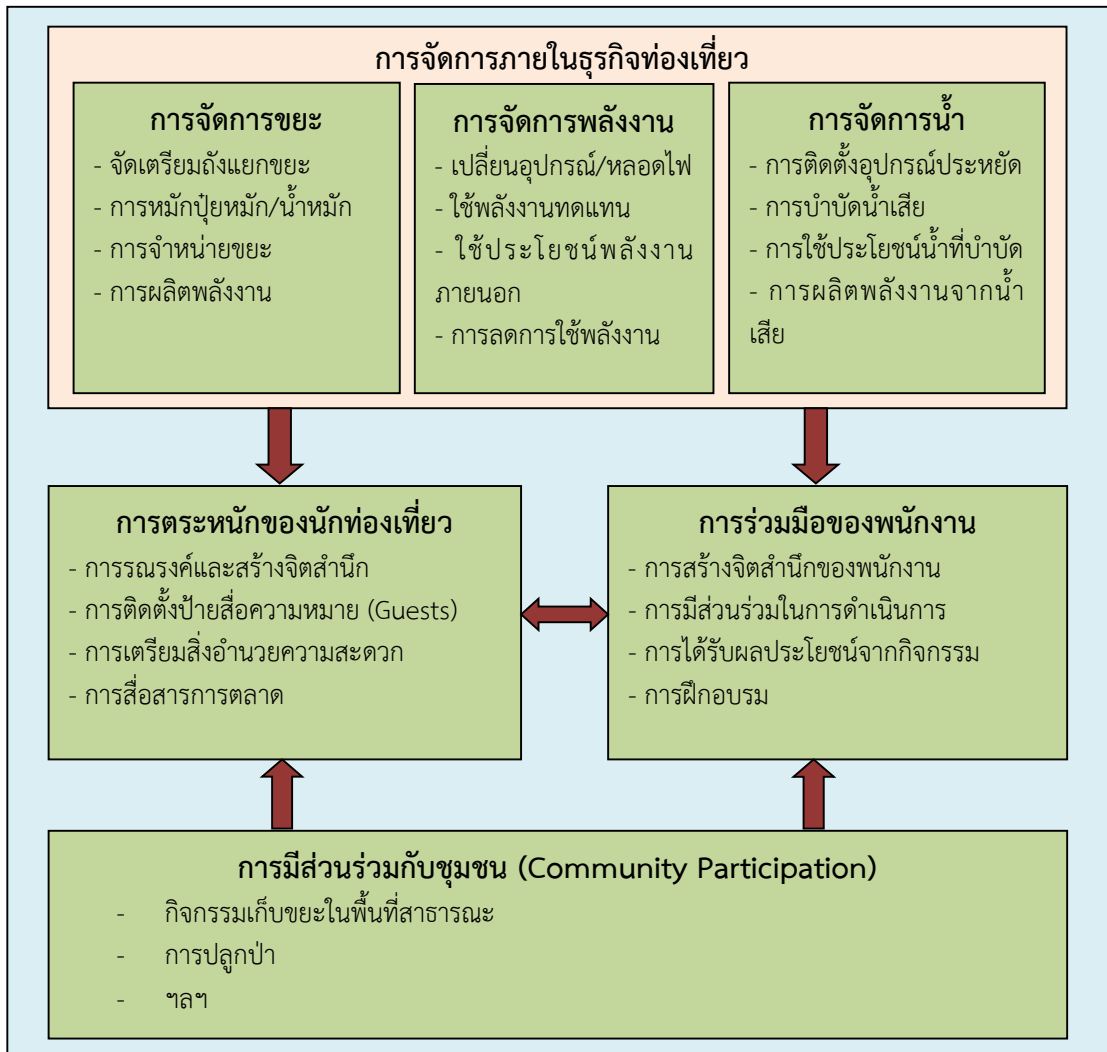 การจัดการภายในธุรกิจท่องเที่ยว
การจัดการขยะ
- จัดเตรียมถังแยกขยะ
- การหมักปุ๋ยหมัก/น้ำหมัก
- การจำหน่ายขยะ
- การผลิตพลังงาน
การจัดการพลังงาน
- เปลี่ยนอุปกรณ์/หลอดไฟ
- ใช้พลังงานทดแทน
- ใช้ประโยชน์พลังงาน
ภายนอก
- การลดการใช้พลังงาน
การจัดการน้ำ
- การติดตั้งอุปกรณ์ประหยัด
- การบำบัดน้ำเสีย
- การใช้ประโยชน์น้ำที่บำบัด
- การผลิตพลังงานจากน้ำ
เสีย
การตระหนักของนักท่องเที่ยว
- การรณรงค์และสร้างจิตสำนึก
- การติดตั้งป้ายสื่อความหมาย (Guests)
- การเตรียมสิ่งอำนวยความสะดวก
- การสื่อสารการตลาด
การร่วมมือของพนักงาน
- การสร้างจิตสำนึกของพนักงาน
- การมีส่วนร่วมในการดำเนินการ
- การได้รับผลประโยชน์จากกิจกรรม
- การฝึกอบรม
การมีส่วนร่วมกับชุมชน (Community Participation)
- กิจกรรมเก็บขยะในพื้นที่สาธารณะ
- การปลูกป่า
- ฯลฯ